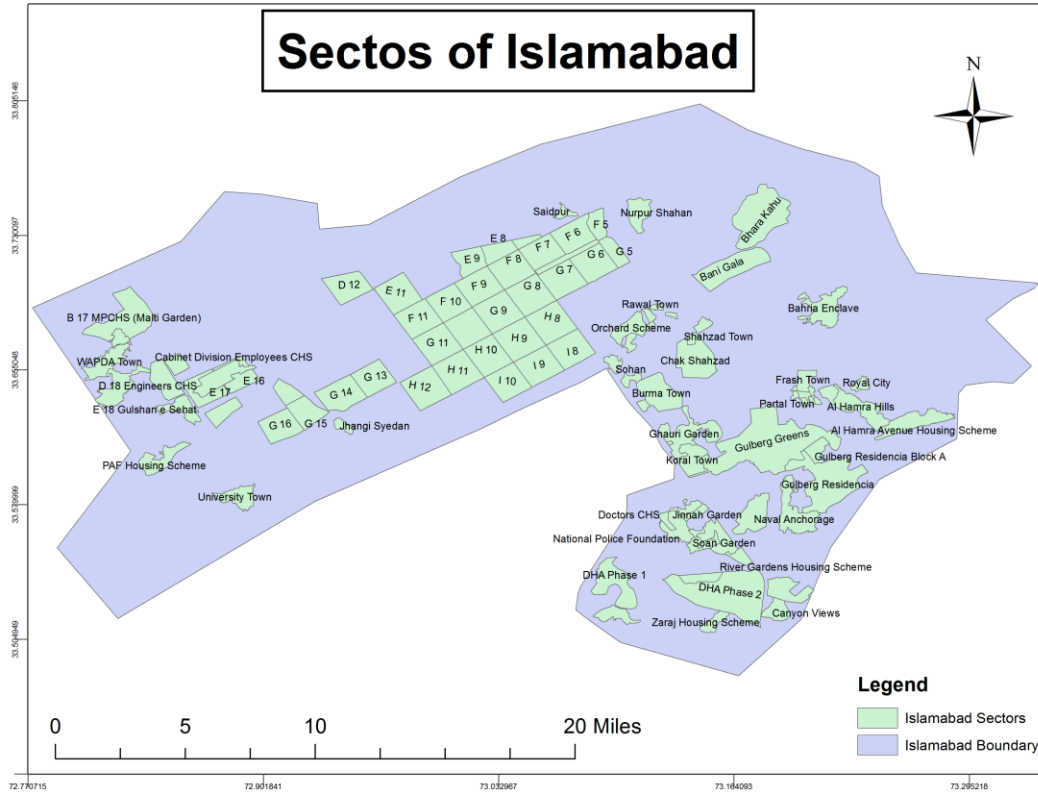 Sectos of Islamabad
N
33.805146
33.730097
33.655048
33.579999
33.504949
Saidpur
Nurpur Shahan
F 5
Bhara Kahu
E 8
F 6
F 7
G 5
G 6
E 9
F 8
G 7
Bani Gala
D 12
E 11
F 9
G 8
F 10
Rawal Town
Bahria Enclave
B 17 MPCHS (Malti Garden)
F 11
G 9
H 8
Orchard Scheme
Shahzad Town
G 11
H 10
H 9
I 8
WAPDA Town
Cabinet Division Employees CHS
Chak Shahzad
H 11
I 9
Sohan
D 18 Engineers CHS
E 16
E 17
G 14
G 13
H 12
I 10
Frash Town
Royal City
Burma Town
Partal Town
Al Hamra Hills
E 18 Gulshan e Sehat
G 16
G 15
Jhangi Syedan
Ghauri Garden
Al Hamra Avenue Housing Scheme
Gulberg Greens
PAF Housing Scheme
Koral Town
Gulberg Residencia Block A
Gulberg Residencia
University Town
Doctors CHS
Jinnah Garden
Naval Anchorage
National Police Foundation
Soan Garden
River Gardens Housing Scheme
DHA Phase 1
DHA Phase 2
Canyon Views
Zaraj Housing Scheme
Legend
Islamabad Sectors
Islamabad Boundary
0 5 10 20 Miles
72.770715 72.901841 73.032967 73.164093 73.295218